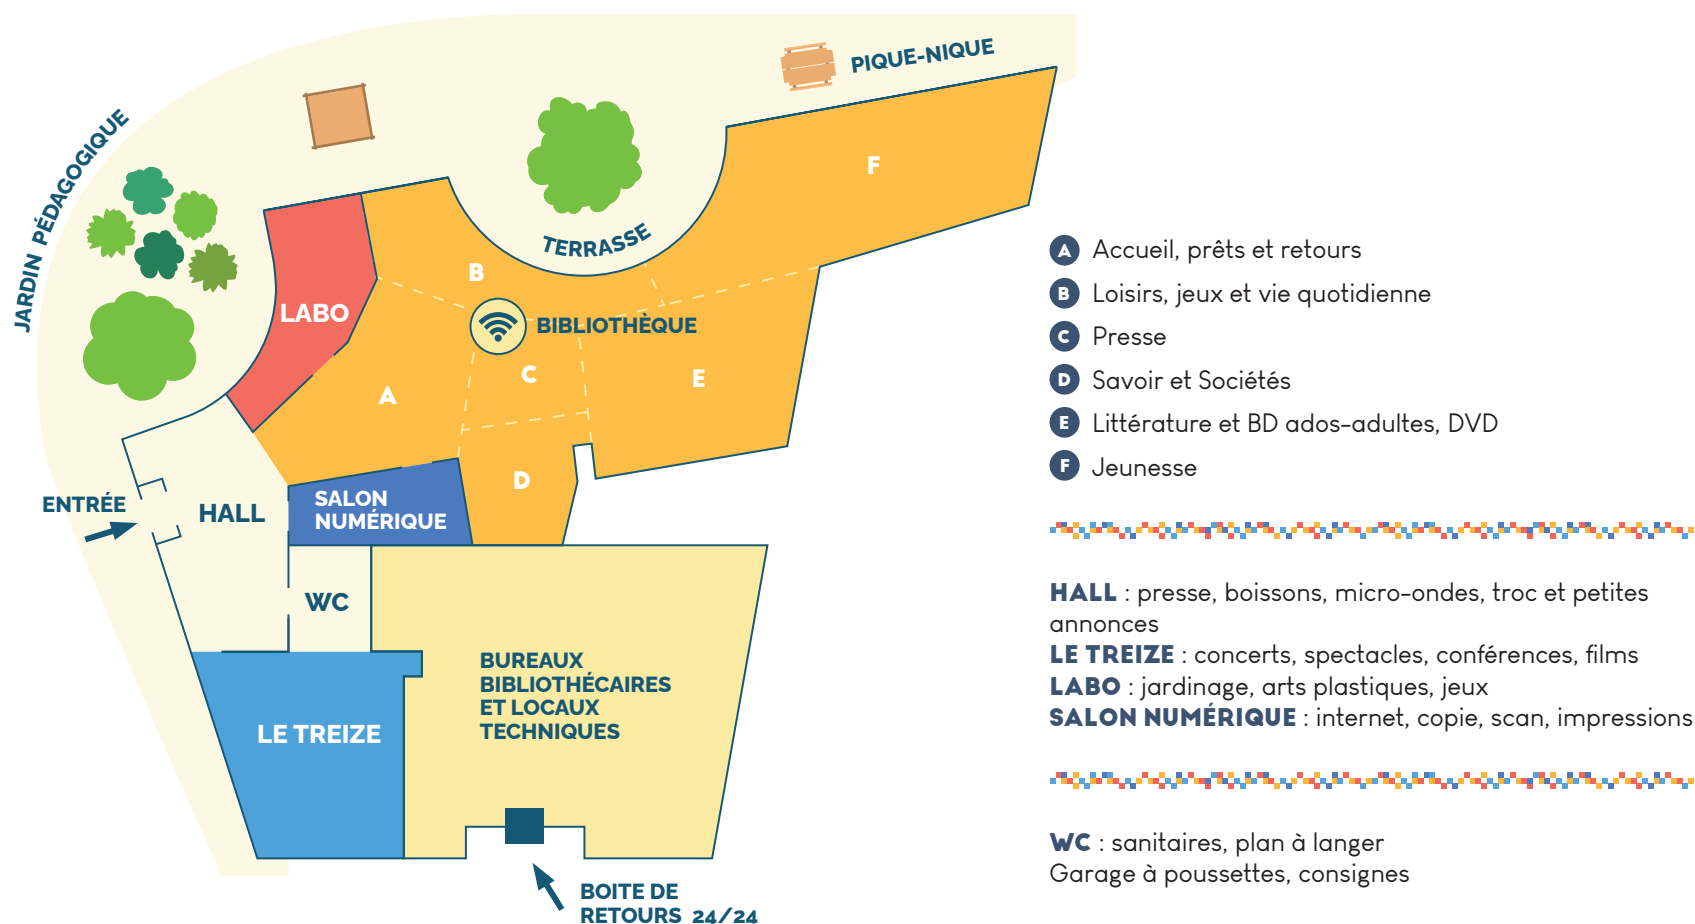 PIQUE-NIQUE
JARDIN PÉDAGOGIQUE
F
TERRASSE
B
LABO
BIBLIOTHÈQUE
A
C
E
D
SALON
NUMÉRIQUE
ENTRÉE
HALL
WC
BUREAUX
BIBLIOTHÉCAIRES
ET LOCAUX
TECHNIQUES
LE TREIZE
BOITE DE
RETOURS 24/24
A Accueil, prêts et retours
B Loisirs, jeux et vie quotidienne
C Presse
D Savoir et Sociétés
E Littérature et BD ados-adultes, DVD
F Jeunesse
HALL : presse, boissons, micro-ondes, troc et petites
annonces
LE TREIZE : concerts, spectacles, conférences, films
LABO : jardinage, arts plastiques, jeux
SALON NUMÉRIQUE : internet, copie, scan, impressions
WC : sanitaires, plan à langer
Garage à poussettes, consignes